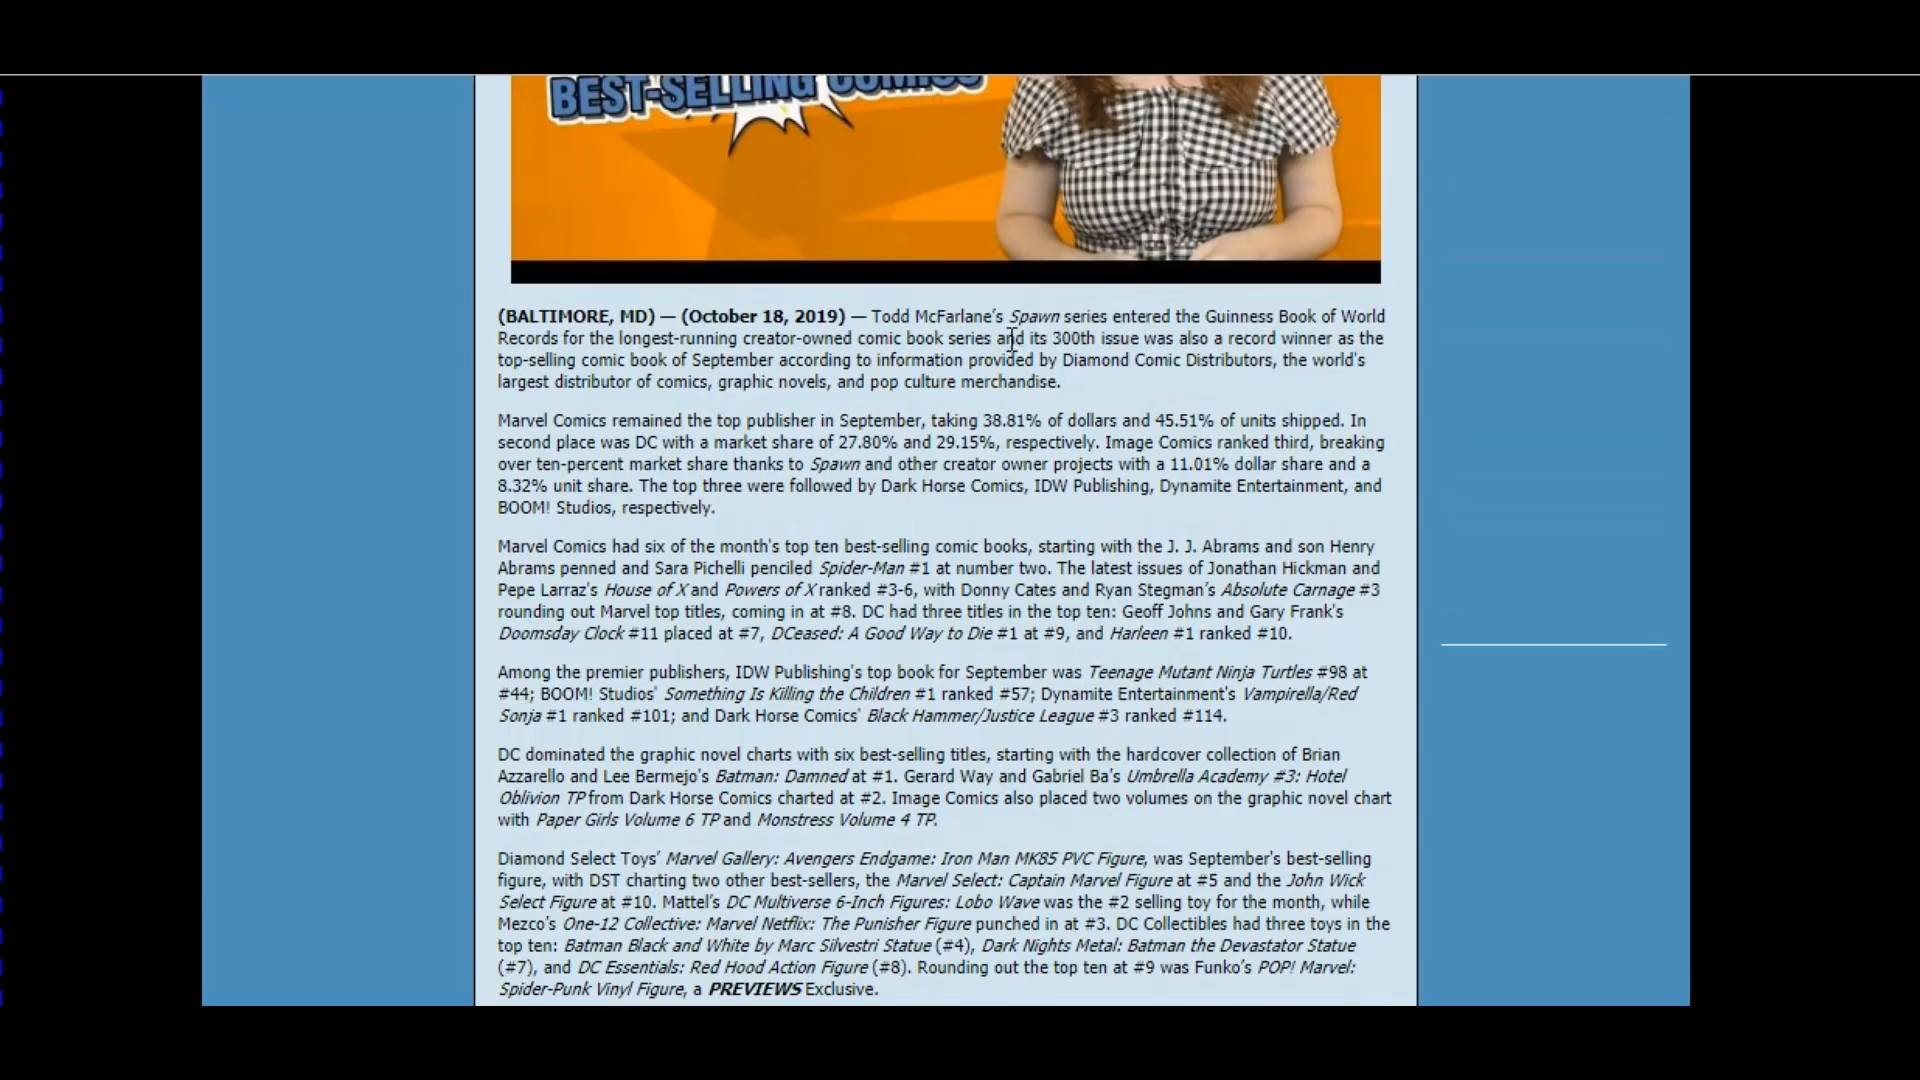 BEST-SELLING COMICS
(BALTIMORE, MD) — (October 18, 2019) — Todd McFarlane's Spawn series entered the Guinness Book of World
Records for the longest-running creator-owned comic book series and its 300th issue was also a record winner as the
top-selling comic book of September according to information provided by Diamond Comic Distributors, the world's
largest distributor of comics, graphic novels, and pop culture merchandise.
Marvel Comics remained the top publisher in September, taking 38.81% of dollars and 45.51% of units shipped. In
second place was DC with a market share of 27.80% and 29.15%, respectively. Image Comics ranked third, breaking
over ten-percent market share thanks to Spawn and other creator owner projects with a 11.01% dollar share and a
8.32% unit share. The top three were followed by Dark Horse Comics, IDW Publishing, Dynamite Entertainment, and
BOOM! Studios, respectively.
Marvel Comics had six of the month's top ten best-selling comic books, starting with the J. J. Abrams and son Henry
Abrams penned and Sara Pichelli penciled Spider-Man #1 at number two. The latest issues of Jonathan Hickman and
Pepe Larraz's House of X and Powers of X ranked #3-6, with Donny Cates and Ryan Stegman's Absolute Carnage #3
rounding out Marvel top titles, coming in at #8. DC had three titles in the top ten: Geoff Johns and Gary Frank's
Doomsday Clock #11 placed at #7, DCeased: A Good Way to Die #1 at #9, and Harleen #1 ranked #10.
Among the premier publishers, IDW Publishing's top book for September was Teenage Mutant Ninja Turtles #98 at
#44; BOOM! Studios' Something Is Killing the Children #1 ranked #57; Dynamite Entertainment's Vampirella/Red
Sonja #1 ranked #101; and Dark Horse Comics' Black Hammer/Justice League #3 ranked #114.
DC dominated the graphic novel charts with six best-selling titles, starting with the hardcover collection of Brian
Azzarello and Lee Bermejo's Batman: Damned at #1. Gerard Way and Gabriel Ba's Umbrella Academy #3: Hotel
Oblivion TP from Dark Horse Comics charted at #2. Image Comics also placed two volumes on the graphic novel chart
with Paper Girls Volume 6 TP and Monstress Volume 4 TP.
Diamond Select Toys' Marvel Gallery: Avengers Endgame: Iron Man MK85 PVC Figure, was September's best-selling
figure, with DST charting two other best-sellers, the Marvel Select: Captain Marvel Figure at #5 and the John Wick
Select Figure at #10. Mattel's DC Multiverse 6-Inch Figures: Lobo Wave was the #2 selling toy for the month, while
Mezco's One-12 Collective: Marvel Netflix: The Punisher Figure punched in at #3. DC Collectibles had three toys in the
top ten: Batman Black and White by Marc Silvestri Statue (#4), Dark Nights Metal: Batman the Devastator Statue
(#7), and DC Essentials: Red Hood Action Figure (#8). Rounding out the top ten at #9 was Funko's POP! Marvel:
Spider-Punk Vinyl Figure, a PREVIEWS Exclusive.